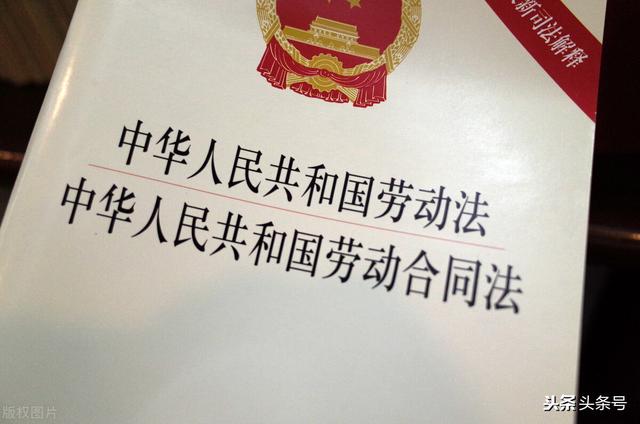 新司法解释
中华人民共和国劳动法
中华人民共和国劳动合同法
版权图片
头条 头条号